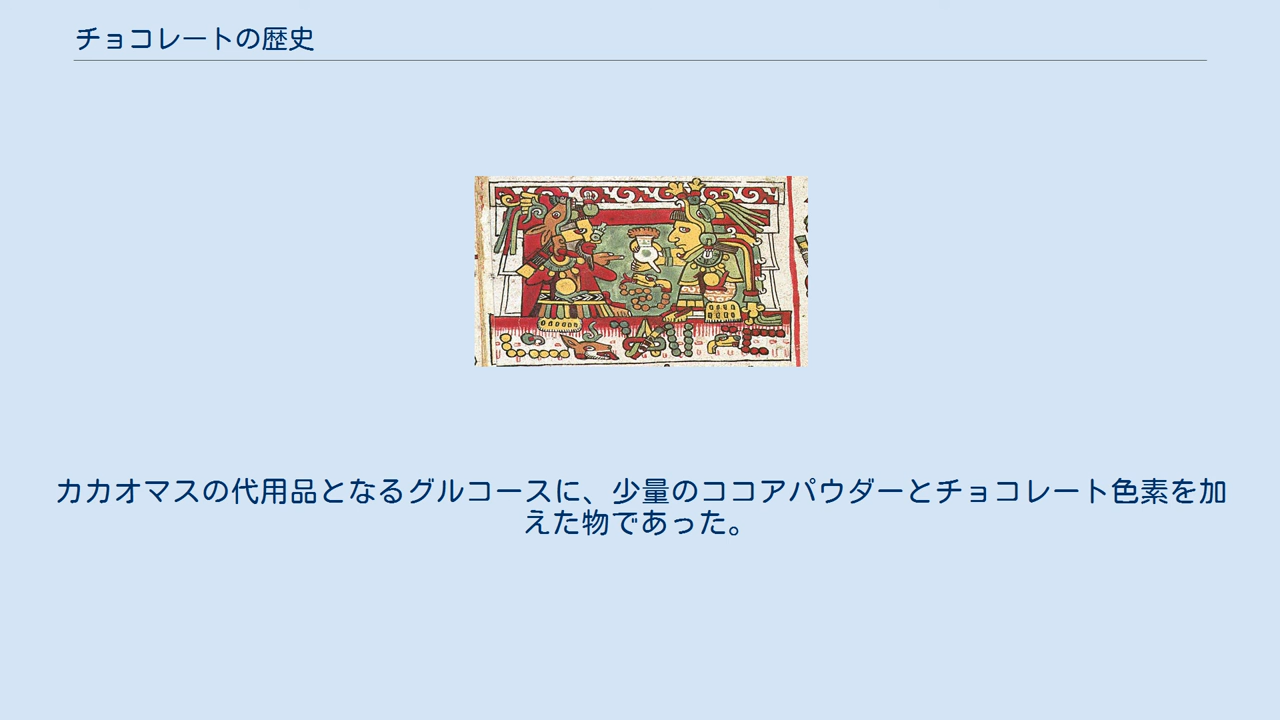 チョコレートの歴史
カカオマスの代用品となるグルコースに、少量のココアパウダーとチョコレート色素を加
えた物であった。